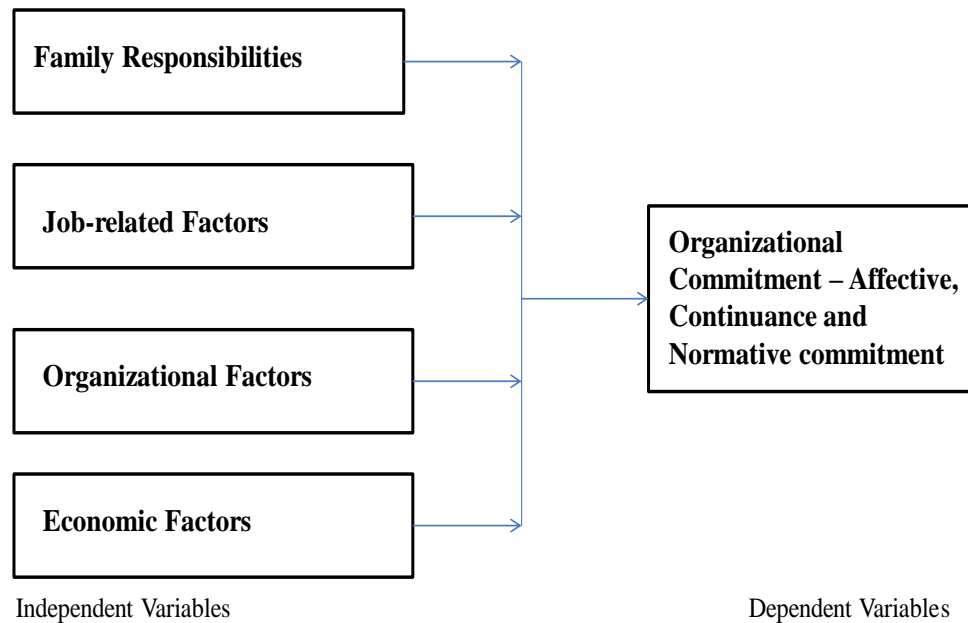 Family Responsibilities
Job-related Factors
Organizational Factors
Economic Factors
Organizational
Commitment – Affective,
Continuance and
Normative commitment
Independent Variables
Dependent Variables